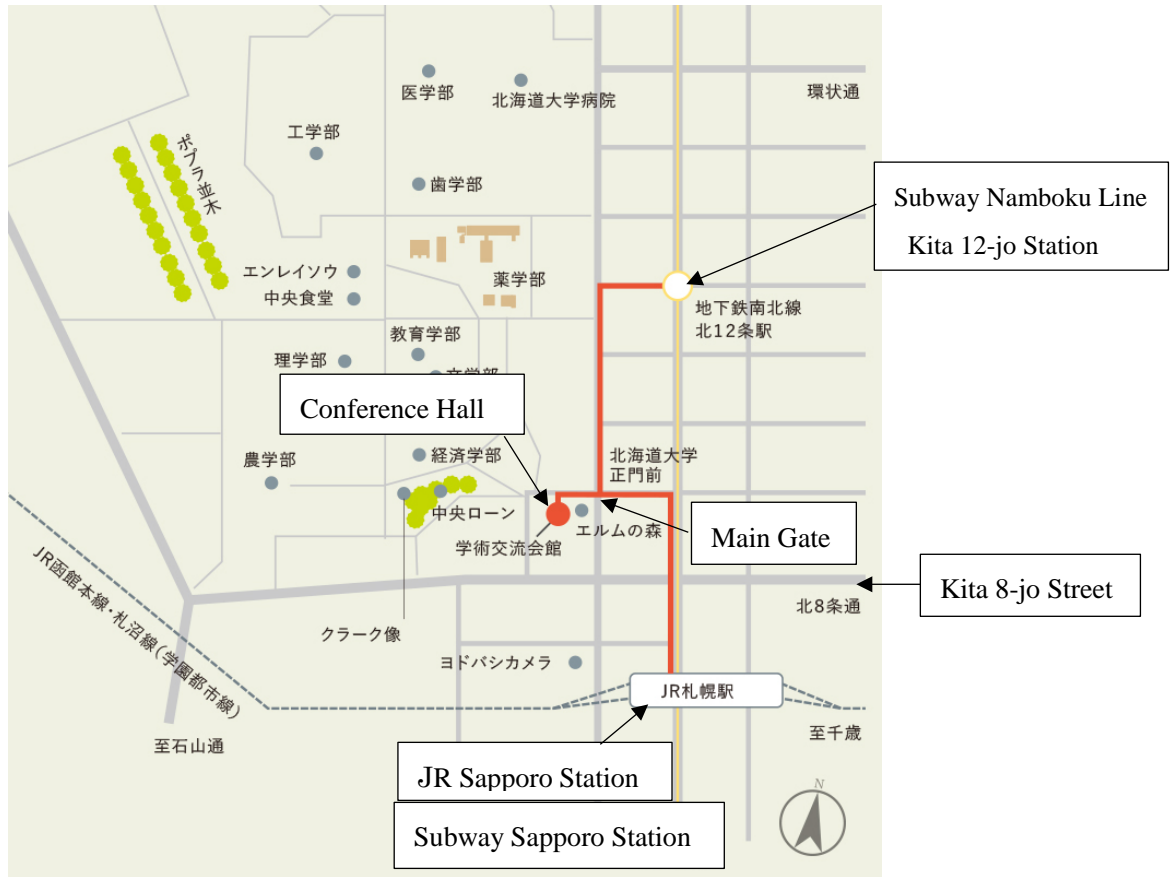 医学部
北海道大学病院
環状通
工学部
ポプラ並木
歯学部
Subway Namboku Line
Kita 12-jo Station
エンレイソウ
中央食堂
薬学部
地下鉄南北線
北12条駅
教育学部
理学部
Conference Hall
農学部
経済学部
北海道大学
正門前
中央ローン
エルムの森
学術交流会館
Main Gate
Kita 8-jo Street
北8条通
クラーク像
JR函館本線・札沼線（学園都市線）
ヨドバシカメラ
JR札幌駅
至石山通
至千歳
JR Sapporo Station
Subway Sapporo Station
N